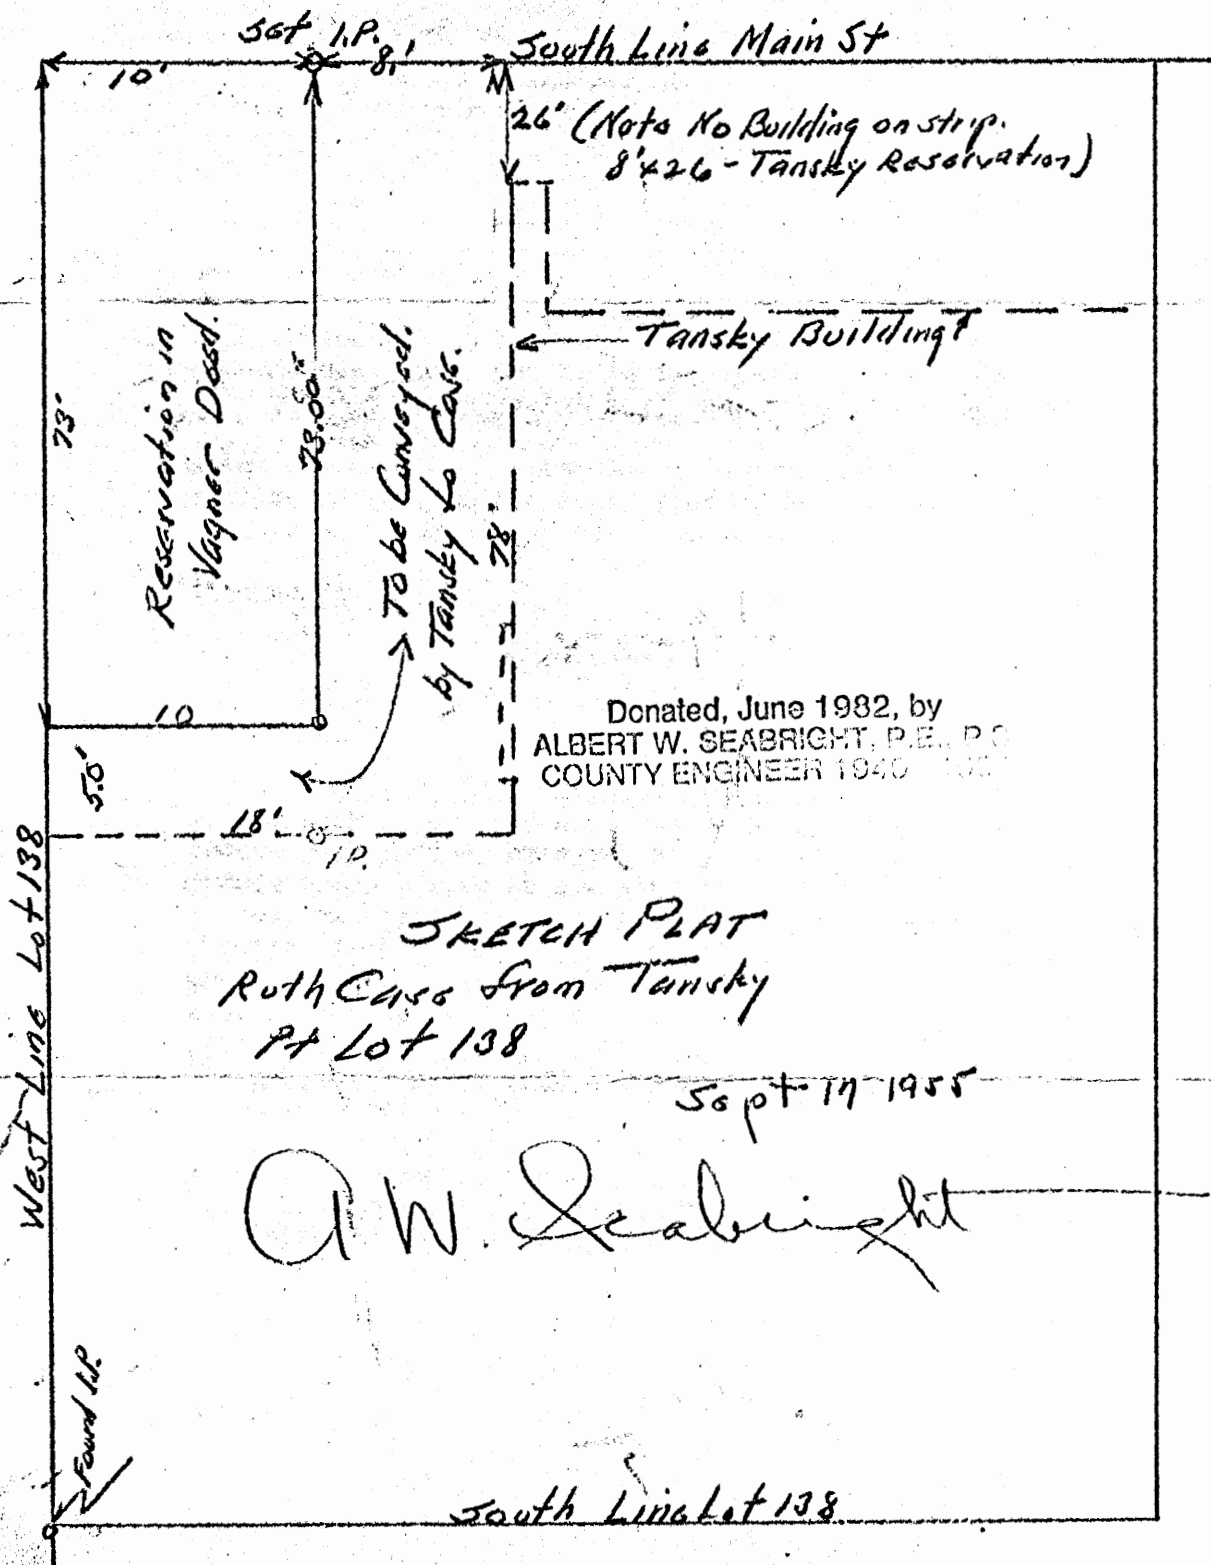 Set I.P.
South Line Main St
10'
8'
26' (Note No Building on strip.
8'x26 - Tansky Reservation)
Tansky Building
73'
Reservation in
Vagner Deed.
73.00'
To be Conveyed.
by Tansky to Case.
78'
10
5.0'
18'
I.P.
Donated, June 1982, by
ALBERT W. SEABRIGHT, P.E., P.S.
COUNTY ENGINEER 1940
West Line Lot 138
SKETCH PLAT
Ruth Case from Tansky
Pt Lot 138
Sept 17 1955
A W. Seabright
Found I.P.
South Line Lot 138